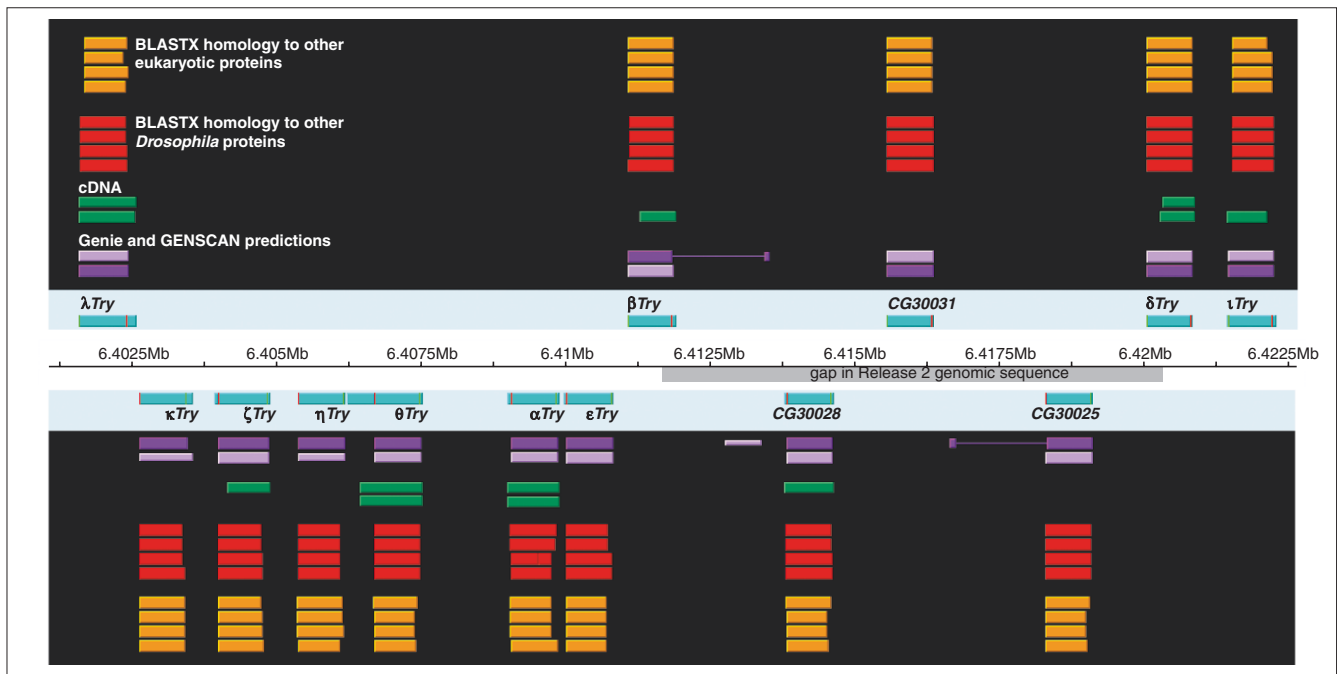 BLASTX homology to other
eukaryotic proteins
BLASTX homology to other
Drosophila proteins
cDNA
Genie and GENSCAN predictions
λTry βTry CG30031 δTry ιTry
6.4025Mb 6.405Mb 6.4075Mb 6.41Mb 6.4125Mb 6.415Mb 6.4175Mb 6.42Mb 6.4225Mb
gap in Release 2 genomic sequence
κTry ζTry ηTry θTry αTry εTry CG30028 CG30025